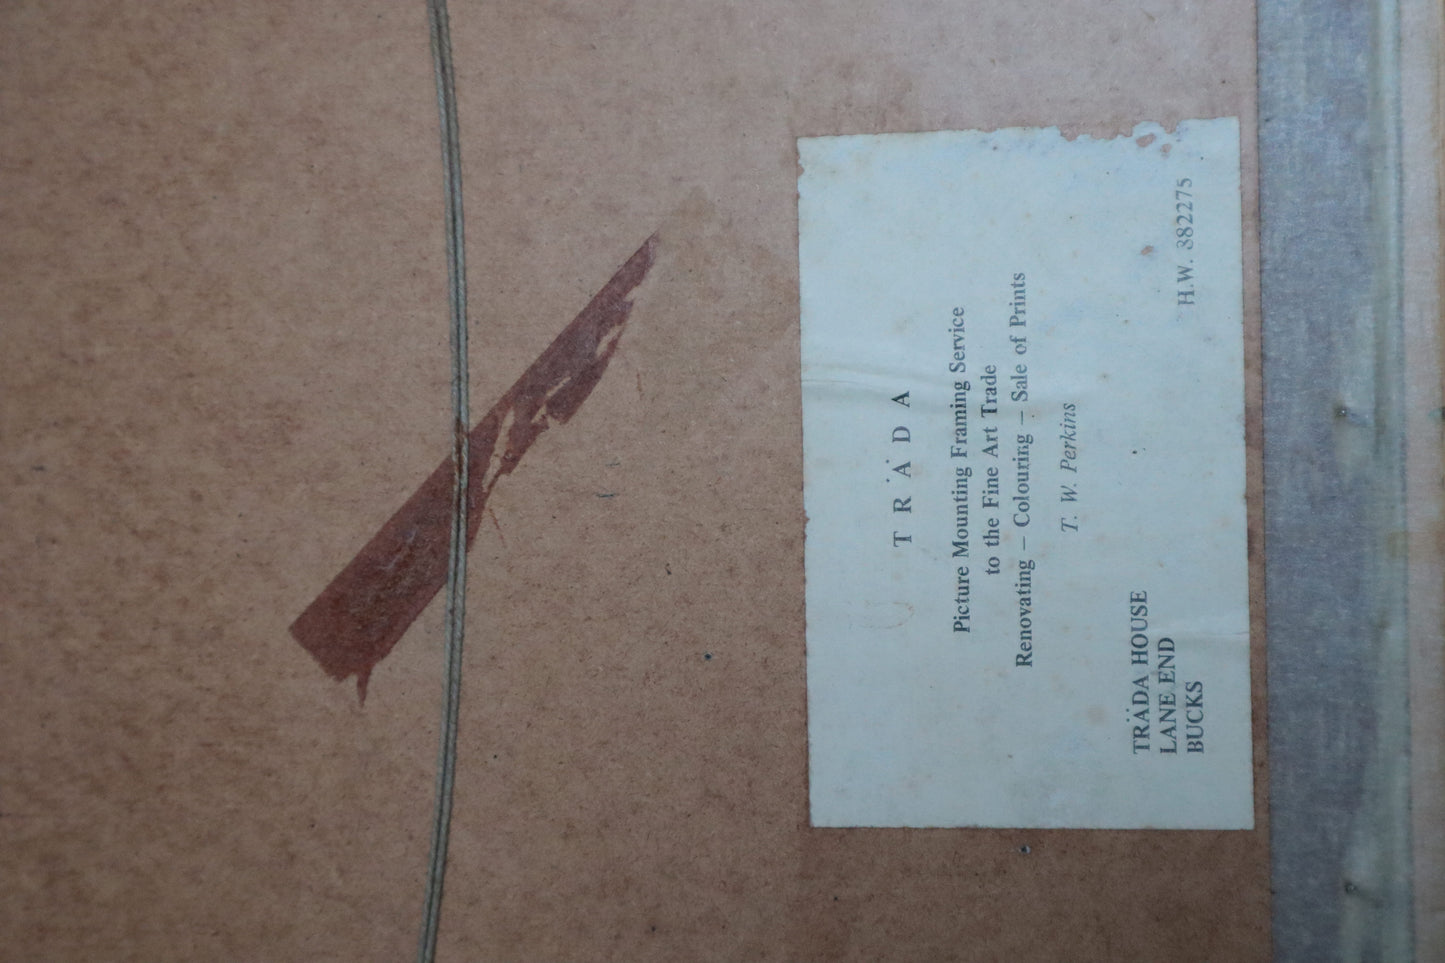 T R Ä D A
Picture Mounting Framing Service
to the Fine Art Trade
Renovating – Colouring – Sale of Prints
T. W. Perkins
TRÄDA HOUSE
LANE END
BUCKS
H.W. 382275